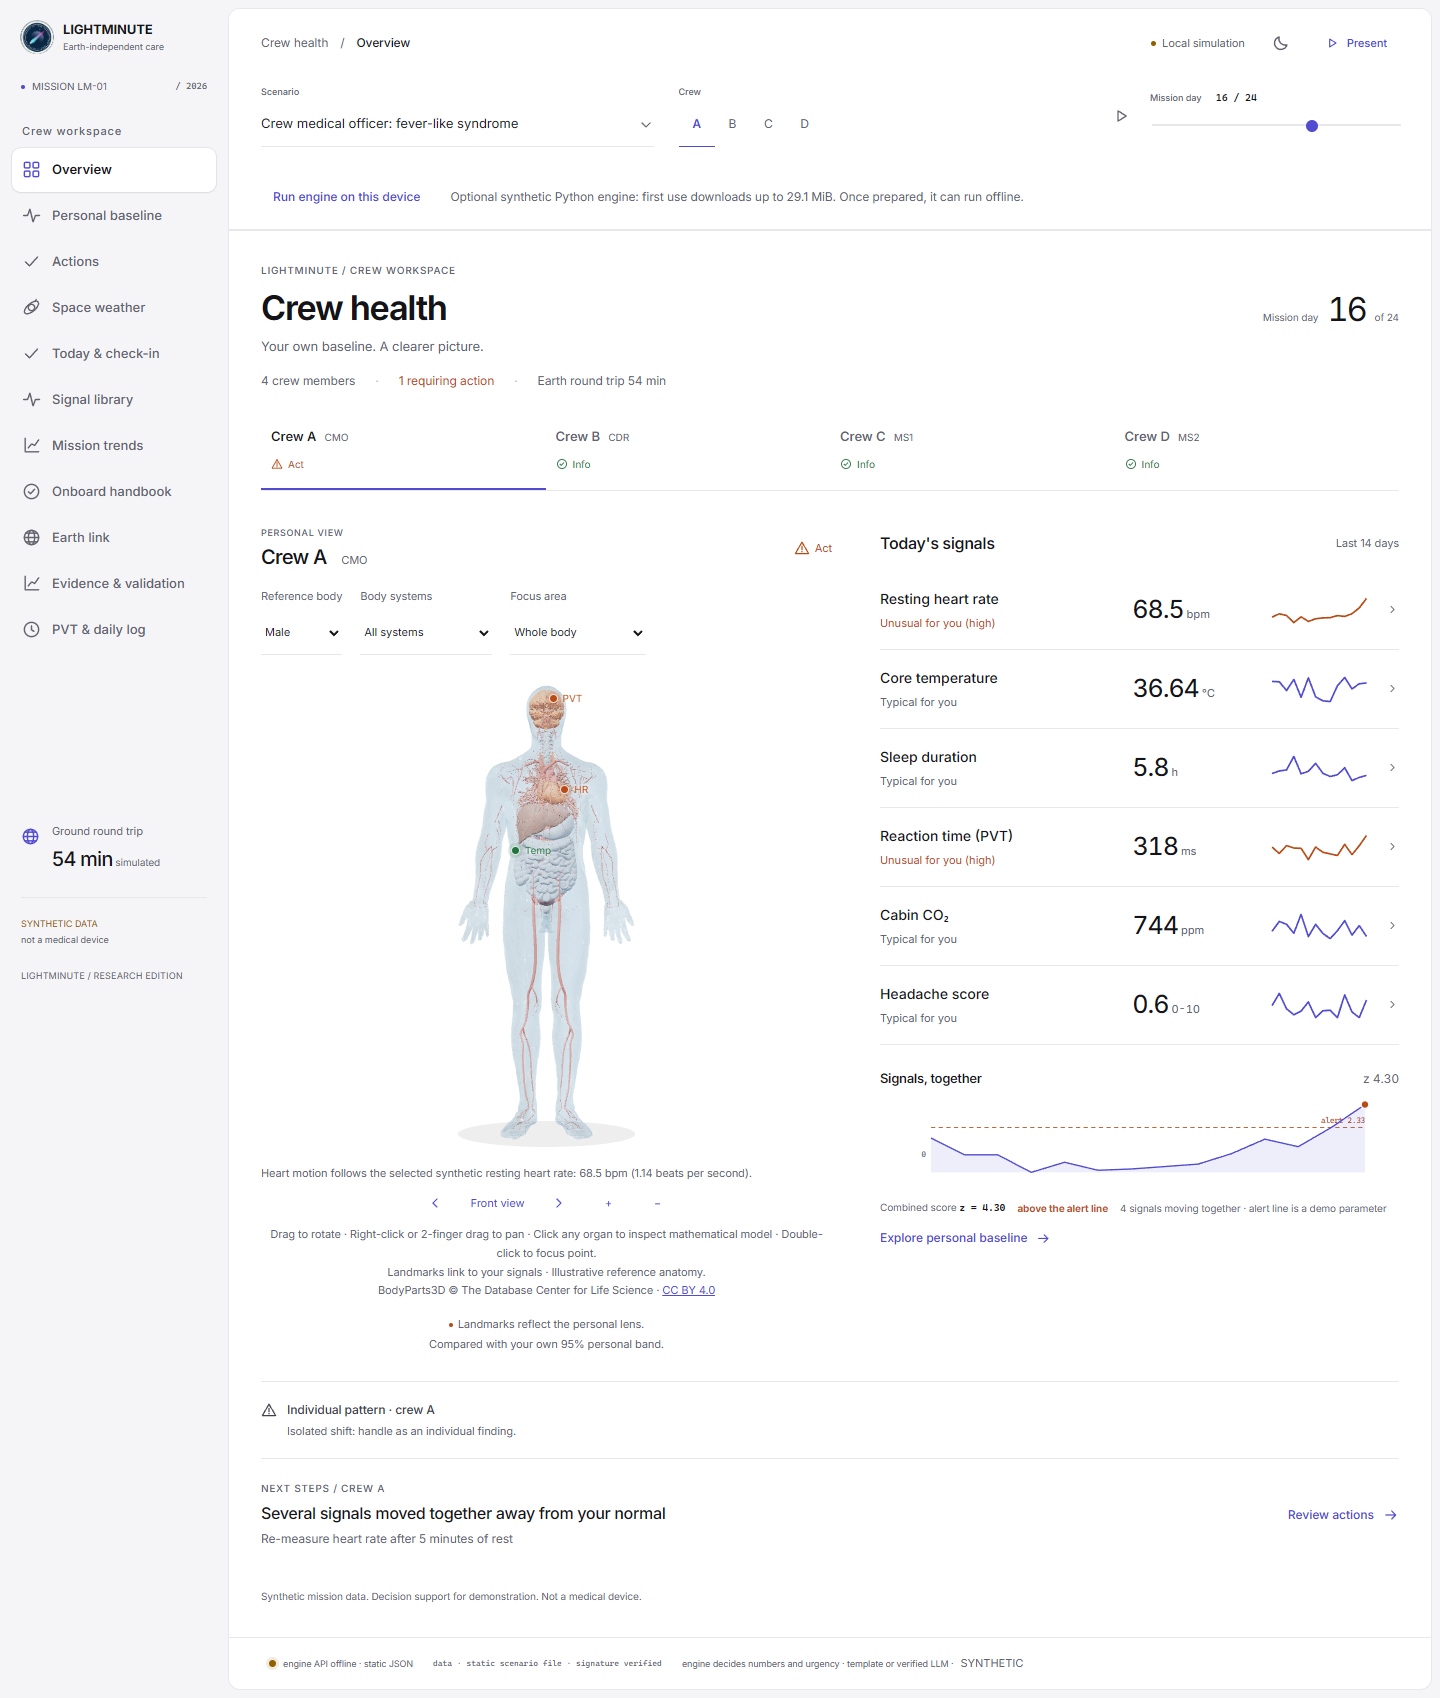 LIGHTMINUTE
Earth-independent care
MISSION LM-01 / 2026
Crew workspace
Overview
Personal baseline
Actions
Space weather
Today & check-in
Signal library
Mission trends
Onboard handbook
Earth link
Evidence & validation
PVT & daily log
Ground round trip
54 min simulated
SYNTHETIC DATA
not a medical device
LIGHTMINUTE / RESEARCH EDITION
Crew health / Overview
Local simulation
Present
Scenario
Crew medical officer: fever-like syndrome
Crew
A B C D
Mission day 16 / 24
Run engine on this device
Optional synthetic Python engine: first use downloads up to 29.1 MiB. Once prepared, it can run offline.
LIGHTMINUTE / CREW WORKSPACE
Crew health
Your own baseline. A clearer picture.
4 crew members · 1 requiring action · Earth round trip 54 min
Mission day 16 of 24
Crew A CMO
Act
Crew B CDR
Info
Crew C MS1
Info
Crew D MS2
Info
PERSONAL VIEW
Crew A CMO
Act
Reference body
Male
Body systems
All systems
Focus area
Whole body
PVT
HR
Temp
Heart motion follows the selected synthetic resting heart rate: 68.5 bpm (1.14 beats per second).
Front view + −
Drag to rotate · Right-click or 2-finger drag to pan · Click any organ to inspect mathematical model · Double-
click to focus point.
Landmarks link to your signals · Illustrative reference anatomy.
BodyParts3D © The Database Center for Life Science · CC BY 4.0
Landmarks reflect the personal lens.
Compared with your own 95% personal band.
Today's signals
Last 14 days
Resting heart rate
Unusual for you (high)
68.5 bpm
Core temperature
Typical for you
36.64 °C
Sleep duration
Typical for you
5.8 h
Reaction time (PVT)
Unusual for you (high)
318 ms
Cabin CO₂
Typical for you
744 ppm
Headache score
Typical for you
0.6 0-10
Signals, together
z 4.30
alert 2.33
0
Combined score z = 4.30 above the alert line 4 signals moving together · alert line is a demo parameter
Explore personal baseline
Individual pattern · crew A
Isolated shift: handle as an individual finding.
NEXT STEPS / CREW A
Several signals moved together away from your normal
Re-measure heart rate after 5 minutes of rest
Review actions
Synthetic mission data. Decision support for demonstration. Not a medical device.
engine API offline · static JSON
data · static scenario file · signature verified
engine decides numbers and urgency · template or verified LLM · SYNTHETIC